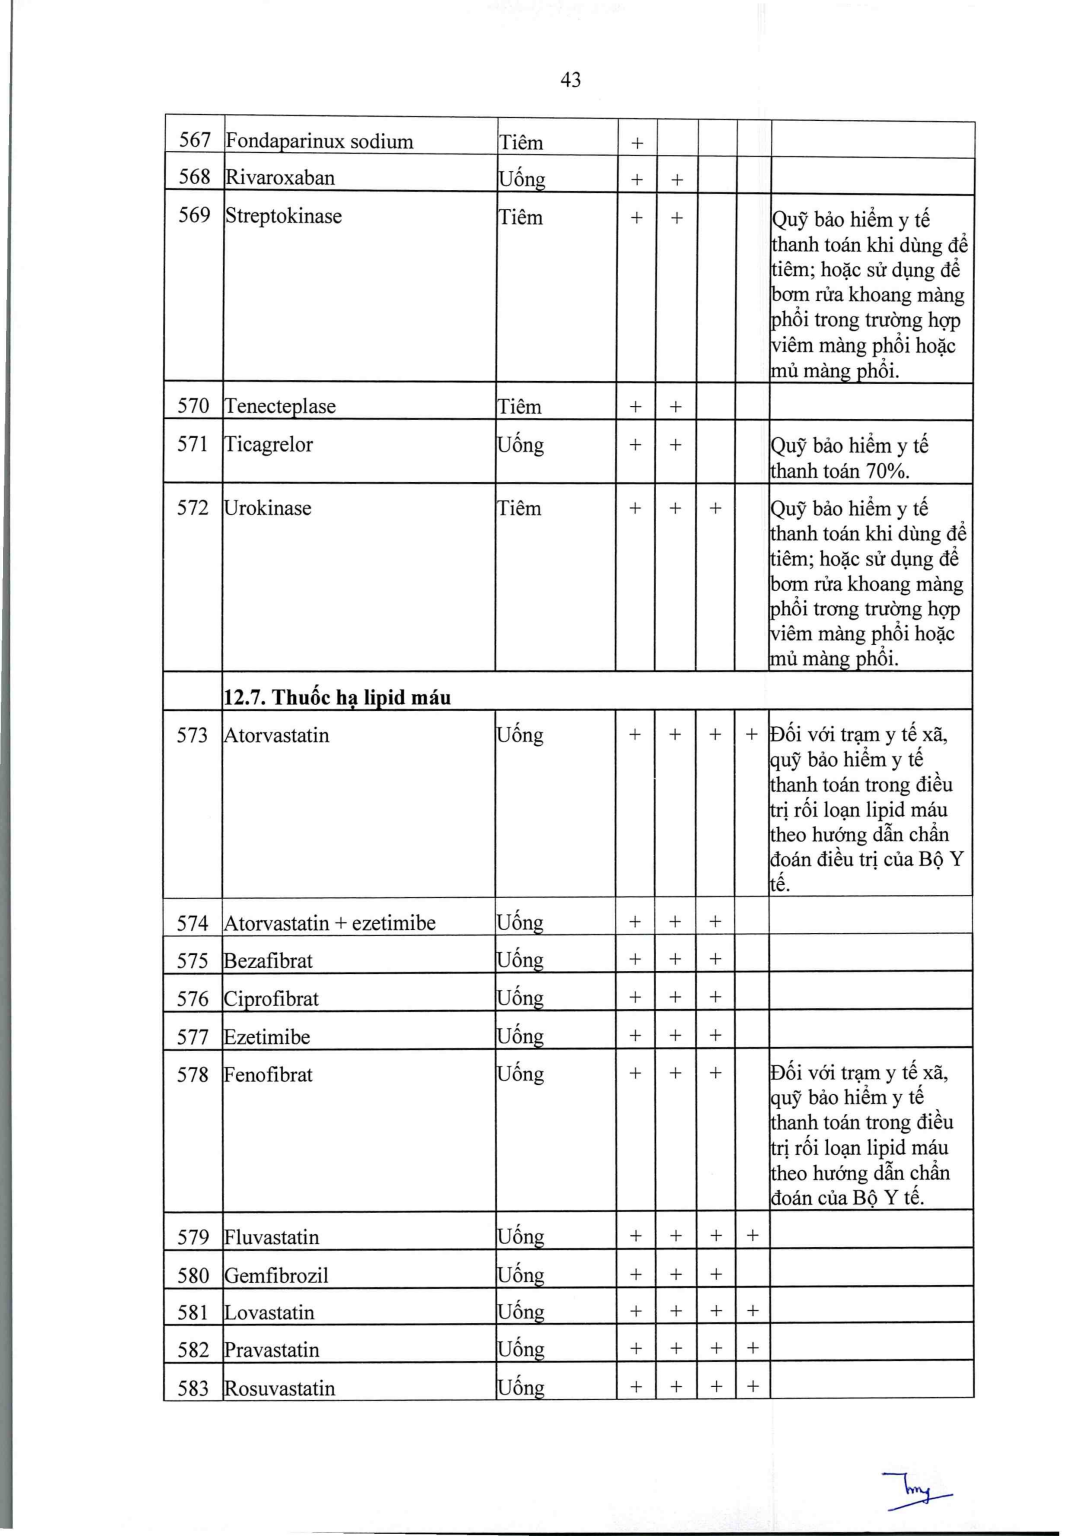 43
567 Fondaparinux sodium Tiêm +
568 Rivaroxaban Uống + +
569 Streptokinase Tiêm + + Quỹ bảo hiểm y tế
thanh toán khi dùng để
tiêm; hoặc sử dụng để
bơm rửa khoang màng
phổi trong trường hợp
viêm màng phổi hoặc
mủ màng phổi.
570 Tenecteplase Tiêm + +
571 Ticagrelor Uống + + Quỹ bảo hiểm y tế
thanh toán 70%.
572 Urokinase Tiêm + + + Quỹ bảo hiểm y tế
thanh toán khi dùng để
tiêm; hoặc sử dụng để
bơm rửa khoang màng
phổi trơng trường hợp
viêm màng phổi hoặc
mủ màng phổi.
12.7. Thuốc hạ lipid máu
573 Atorvastatin Uống + + + + Đối với trạm y tế xã,
quỹ bảo hiểm y tế
thanh toán trong điều
trị rối loạn lipid máu
theo hướng dẫn chẩn
đoán điều trị của Bộ Y
tế.
574 Atorvastatin + ezetimibe Uống + + +
575 Bezafibrat Uống + + +
576 Ciprofibrat Uống + + +
577 Ezetimibe Uống + + +
578 Fenofibrat Uống + + + Đối với trạm y tế xã,
quỹ bảo hiểm y tế
thanh toán trong điều
trị rối loạn lipid máu
theo hướng dẫn chẩn
đoán của Bộ Y tế.
579 Fluvastatin Uống + + + +
580 Gemfibrozil Uống + + +
581 Lovastatin Uống + + + +
582 Pravastatin Uống + + + +
583 Rosuvastatin Uống + + + +